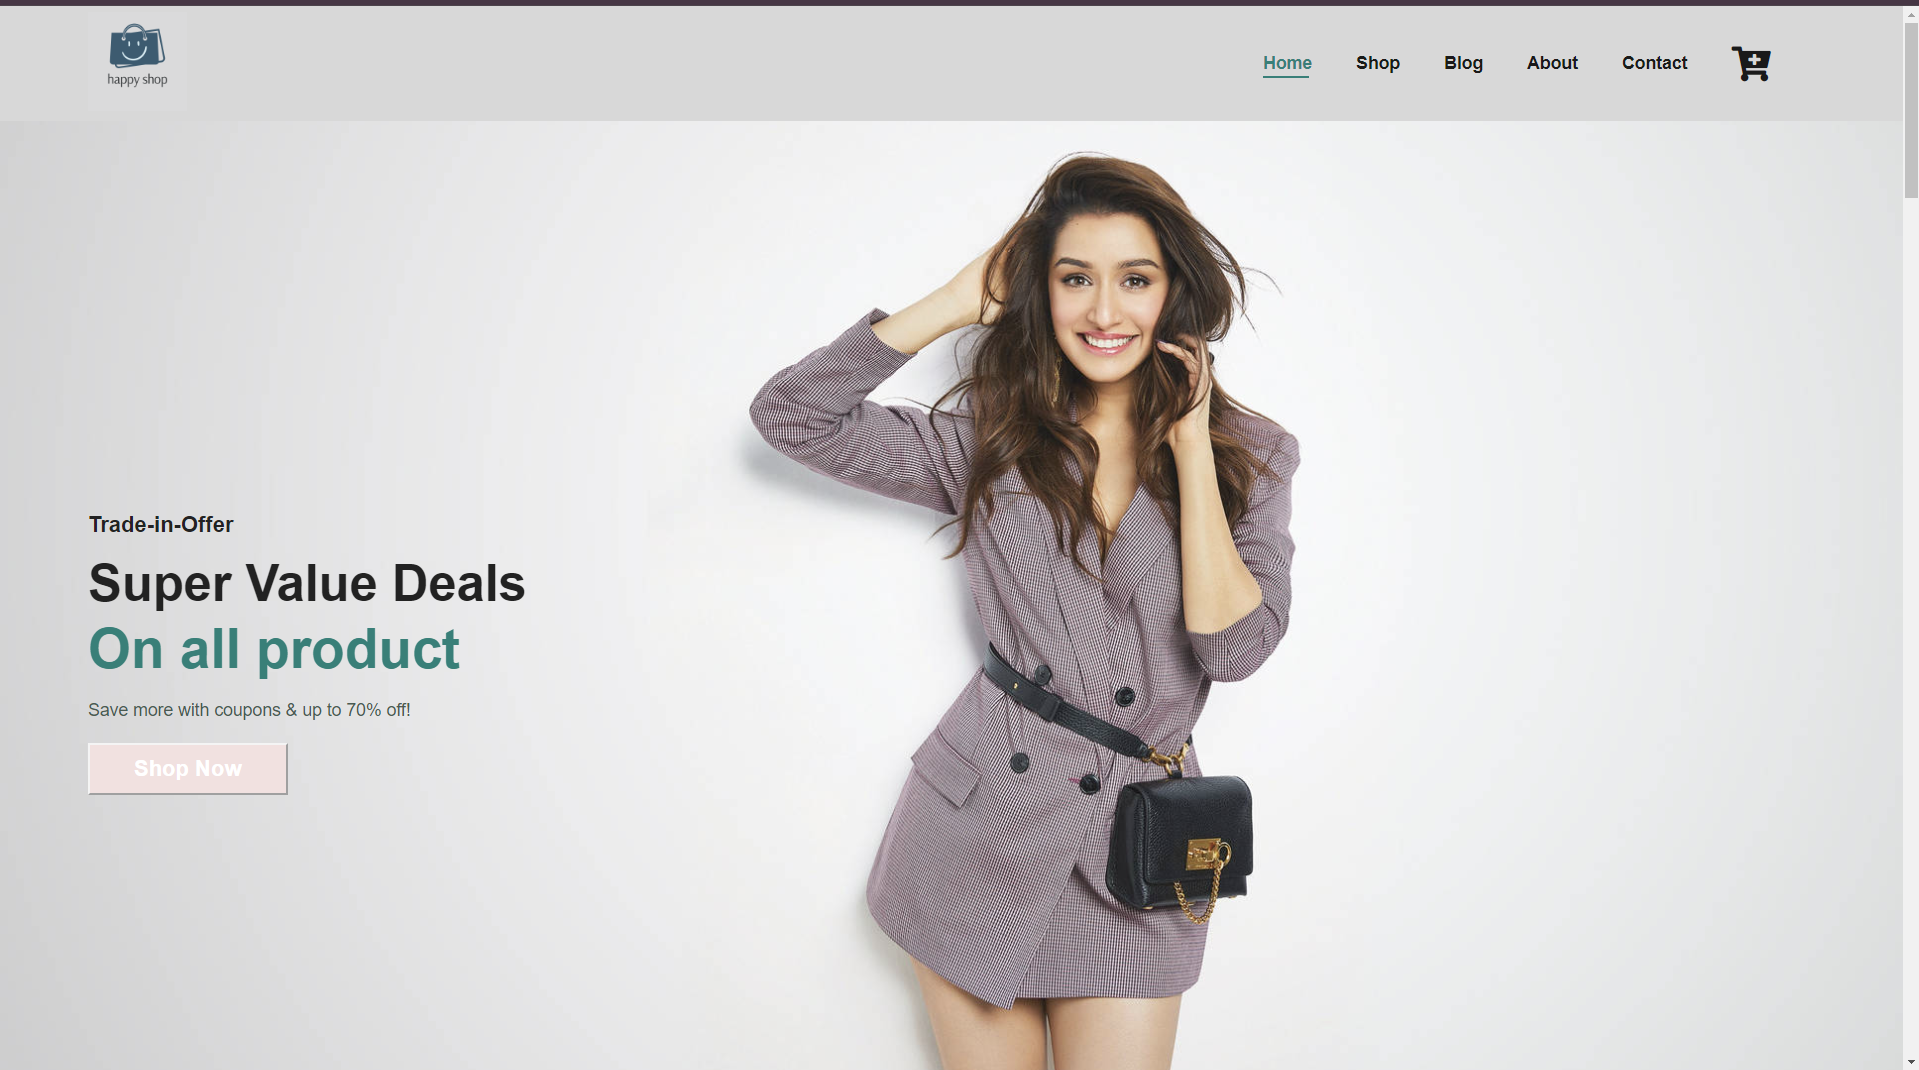 happy shop
Home Shop Blog About Contact
Trade-in-Offer
Super Value Deals
On all product
Save more with coupons & up to 70% off!
Shop Now